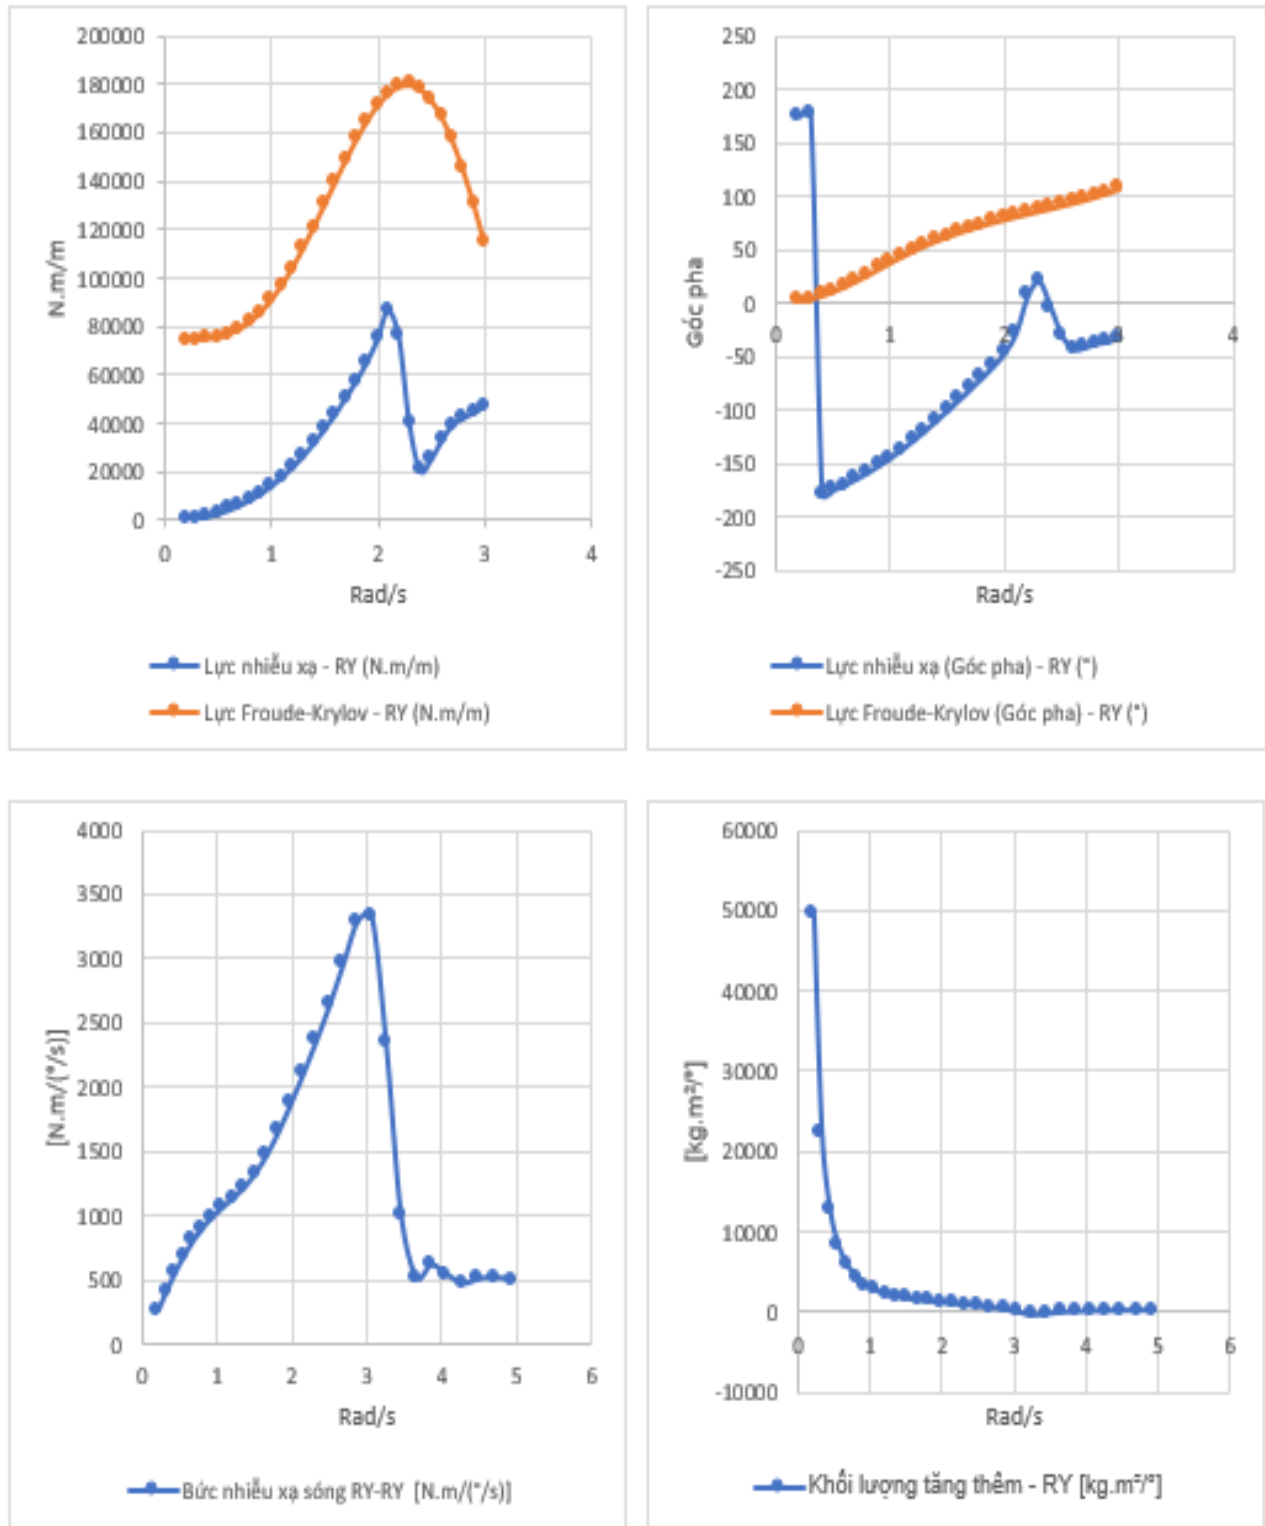 200000
180000
160000
140000
120000
100000
80000
60000
40000
20000
0
N.m/m
0 1 2 3 4
Rad/s
Lực nhiễu xạ - RY (N.m/m)
Lực Froude-Krylov - RY (N.m/m)
250
200
150
100
50
0
-50
-100
-150
-200
-250
Góc pha
0 1 2 3 4
Rad/s
Lực nhiễu xạ (Góc pha) - RY (°)
Lực Froude-Krylov (Góc pha) - RY (°)
4000
3500
3000
2500
2000
1500
1000
500
0
[N.m/(°/s)]
0 1 2 3 4 5 6
Rad/s
Bức nhiễu xạ sóng RY-RY [N.m/(°/s)]
60000
50000
40000
30000
20000
10000
0
-10000
[kg.m²/°]
0 1 2 3 4 5 6
Rad/s
Khối lượng tăng thêm - RY [kg.m²/°]